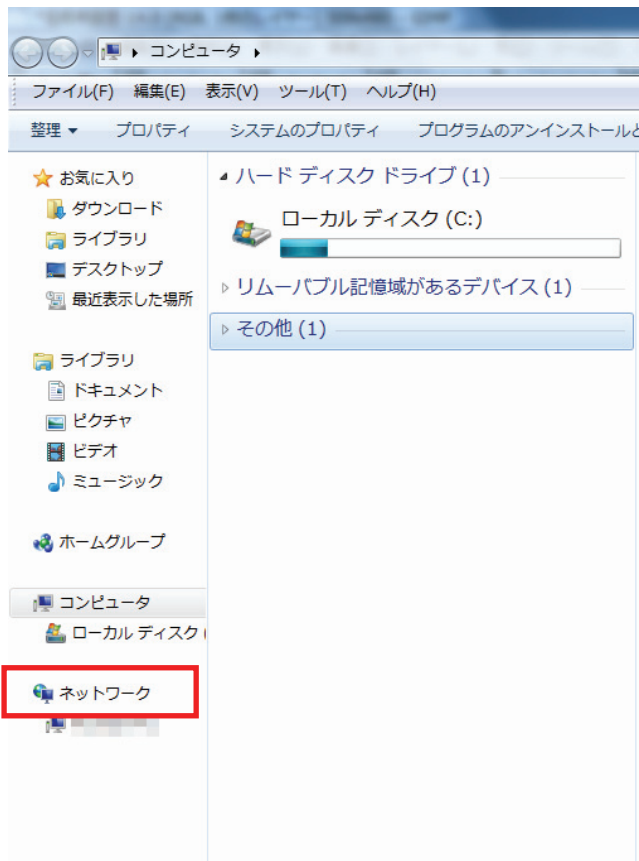 コンピュータ
ファイル(F) 編集(E) 表示(V) ツール(T) ヘルプ(H)
整理 プロパティ システムのプロパティ プログラムのアンインストールと
お気に入り
ダウンロード
ライブラリ
デスクトップ
最近表示した場所
ライブラリ
ドキュメント
ピクチャ
ビデオ
ミュージック
ホームグループ
コンピュータ
ローカル ディスク (
ネットワーク
ハード ディスク ドライブ (1)
ローカル ディスク (C:)
リムーバブル記憶域があるデバイス (1)
その他 (1)